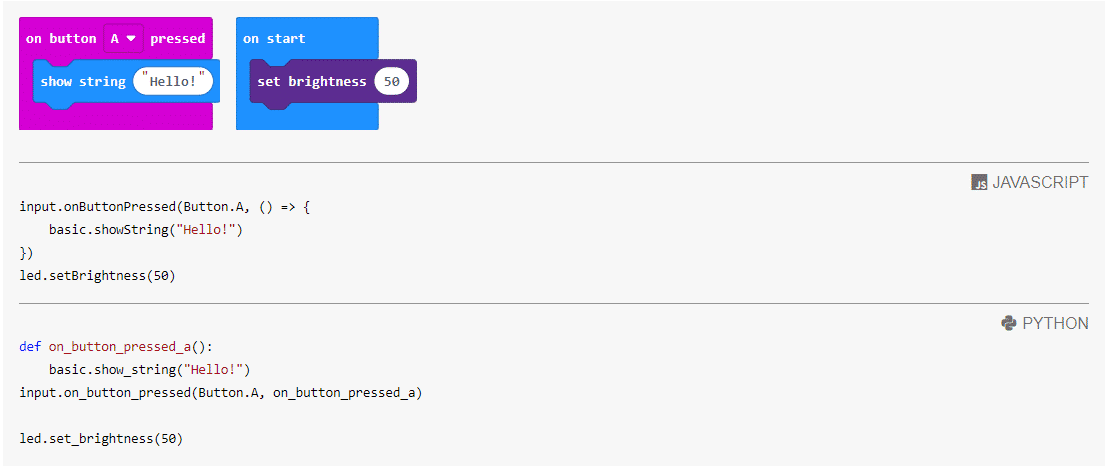 on button A ▼ pressed
show string "Hello!"
on start
set brightness 50
JS JAVASCRIPT
input.onButtonPressed(Button.A, () => {
    basic.showString("Hello!")
})
led.setBrightness(50)
PYTHON
def on_button_pressed_a():
    basic.show_string("Hello!")
input.on_button_pressed(Button.A, on_button_pressed_a)

led.set_brightness(50)